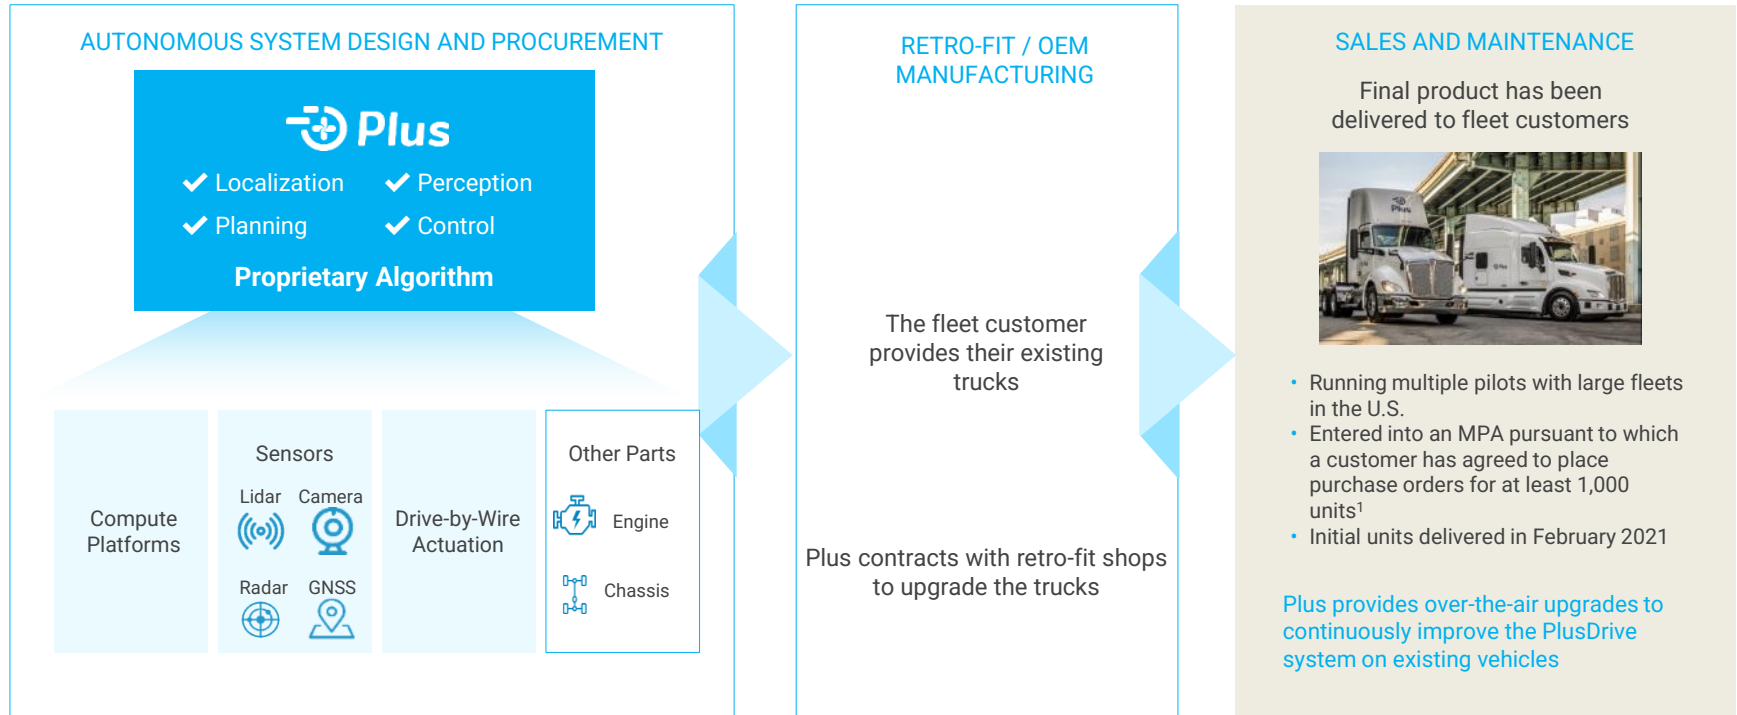 AUTONOMOUS SYSTEM DESIGN AND PROCUREMENT
Plus
Localization
Perception
Planning
Control
Proprietary Algorithm
Compute
Platforms
Sensors
Lidar
Camera
Radar
GNSS
Drive-by-Wire
Actuation
Other Parts
Engine
Chassis
RETRO-FIT / OEM
MANUFACTURING
The fleet customer
provides their existing
trucks
Plus contracts with retro-fit shops
to upgrade the trucks
SALES AND MAINTENANCE
Final product has been
delivered to fleet customers
Plus
Plus
• Running multiple pilots with large fleets
in the U.S.
• Entered into an MPA pursuant to which
a customer has agreed to place
purchase orders for at least 1,000
units¹
• Initial units delivered in February 2021
Plus provides over-the-air upgrades to
continuously improve the PlusDrive
system on existing vehicles